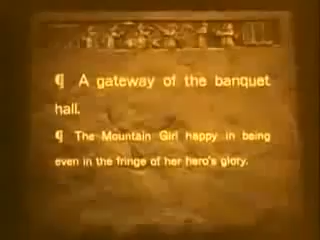 ¶ A gateway of the banquet
hall.
¶ The Mountain Girl happy in being
even in the fringe of her hero's glory.